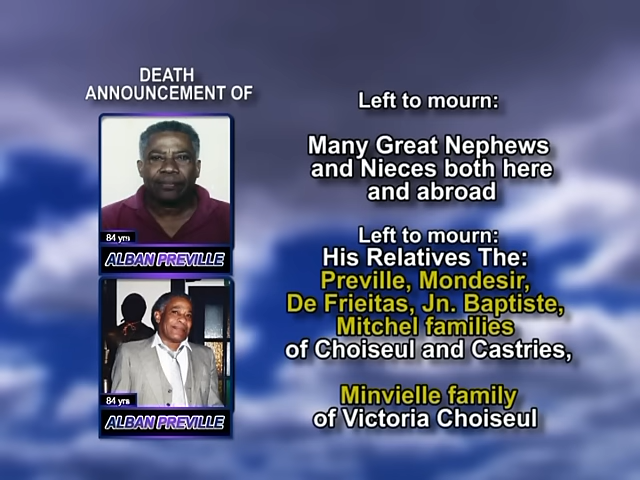 DEATH
ANNOUNCEMENT OF
84 yrs
ALBAN PREVILLE
84 yrs
ALBAN PREVILLE
Left to mourn:
Many Great Nephews
and Nieces both here
and abroad
Left to mourn:
His Relatives The:
Preville, Mondesir,
De Frieitas, Jn. Baptiste,
Mitchel families
of Choiseul and Castries,
Minvielle family
of Victoria Choiseul